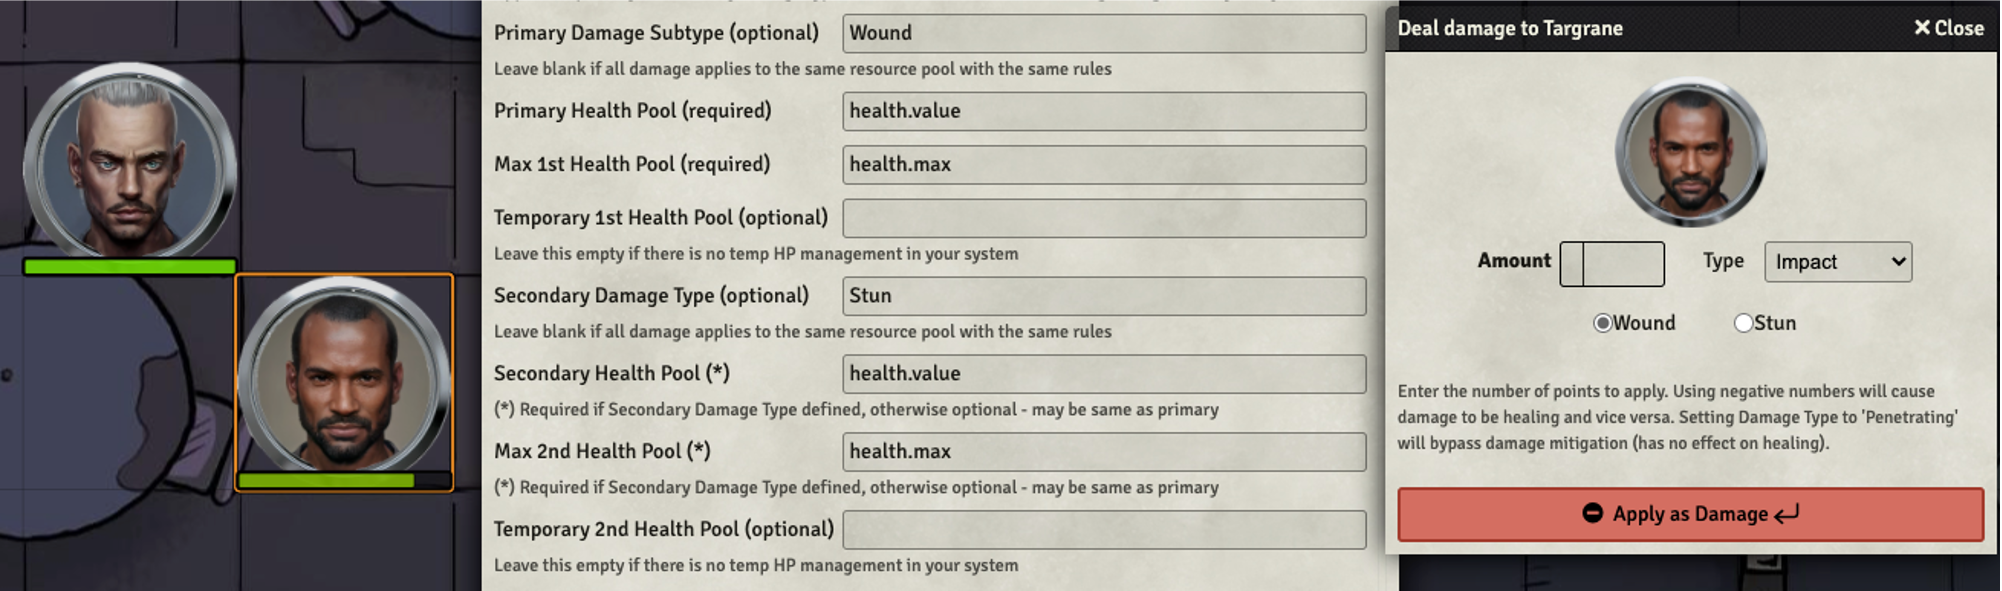 Primary Damage Subtype (optional) Wound
Leave blank if all damage applies to the same resource pool with the same rules
Primary Health Pool (required) health.value
Max 1st Health Pool (required) health.max
Temporary 1st Health Pool (optional)
Leave this empty if there is no temp HP management in your system
Secondary Damage Type (optional) Stun
Leave blank if all damage applies to the same resource pool with the same rules
Secondary Health Pool (*) health.value
(*) Required if Secondary Damage Type defined, otherwise optional - may be same as primary
Max 2nd Health Pool (*) health.max
(*) Required if Secondary Damage Type defined, otherwise optional - may be same as primary
Temporary 2nd Health Pool (optional)
Leave this empty if there is no temp HP management in your system
Deal damage to Targrane Close
Amount Type Impact
Wound Stun
Enter the number of points to apply. Using negative numbers will cause
damage to be healing and vice versa. Setting Damage Type to 'Penetrating'
will bypass damage mitigation (has no effect on healing).
Apply as Damage